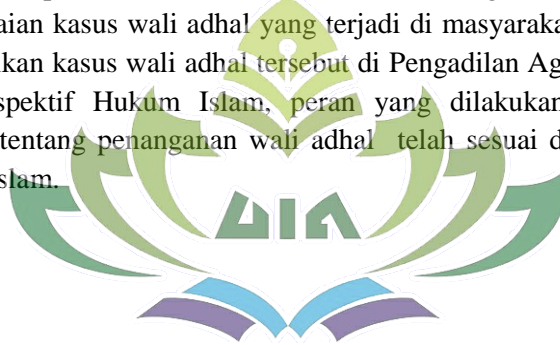 aian kasus wali adhal yang terjadi di masyaraka
kan kasus wali adhal tersebut di Pengadilan Ag
spektif Hukum Islam, peran yang dilakukan
tentang penanganan wali adhal telah sesuai d
slam.
UIN